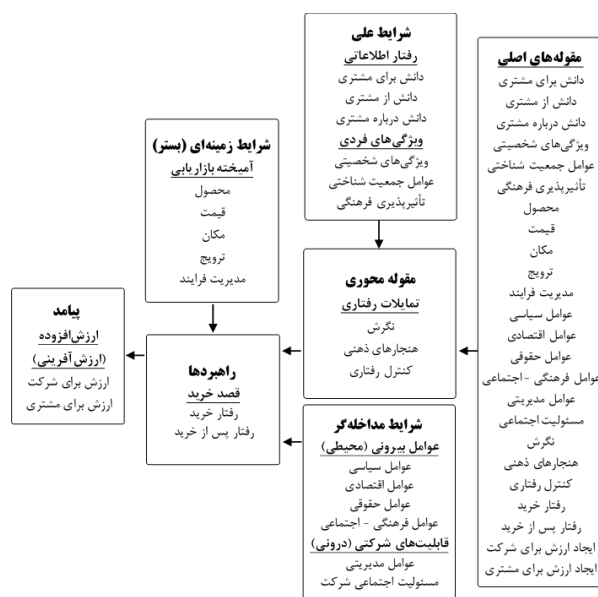 مقوله‌های اصلی
دانش برای مشتری
دانش از مشتری
دانش درباره مشتری
ویژگی‌های شخصیتی
عوامل جمعیت شناختی
تأثیرپذیری فرهنگی
محصول
قیمت
مکان
ترویج
مدیریت فرایند
عوامل سیاسی
عوامل اقتصادی
عوامل حقوقی
عوامل فرهنگی - اجتماعی
عوامل مدیریتی
مسئولیت اجتماعی
نگرش
هنجارهای ذهنی
کنترل رفتاری
رفتار خرید
رفتار پس از خرید
ایجاد ارزش برای شرکت
ایجاد ارزش برای مشتری
شرایط علی
رفتار اطلاعاتی
دانش برای مشتری
دانش از مشتری
دانش درباره مشتری
ویژگی‌های فردی
ویژگی‌های شخصیتی
عوامل جمعیت شناختی
تأثیرپذیری فرهنگی
مقوله محوری
تمایلات رفتاری
نگرش
هنجارهای ذهنی
کنترل رفتاری
شرایط مداخله‌گر
عوامل بیرونی (محیطی)
عوامل سیاسی
عوامل اقتصادی
عوامل حقوقی
عوامل فرهنگی - اجتماعی
قابلیت‌های شرکتی (درونی)
عوامل مدیریتی
مسئولیت اجتماعی شرکت
شرایط زمینه‌ای (بستر)
آمیخته بازاریابی
محصول
قیمت
مکان
ترویج
مدیریت فرایند
راهبردها
قصد خرید
رفتار خرید
رفتار پس از خرید
پیامد
ارزش‌افزوده
(ارزش‌آفرینی)
ارزش برای شرکت
ارزش برای مشتری